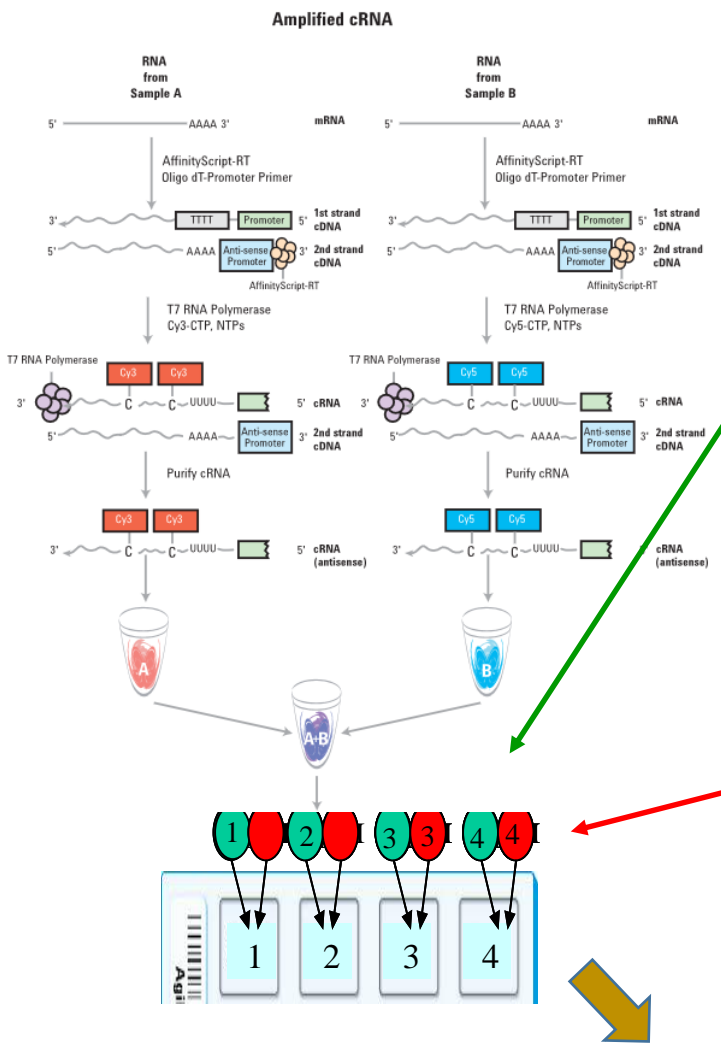 Amplified cRNA
RNA
from
Sample A
RNA
from
Sample B
5' AAAA 3' mRNA
5' AAAA 3' mRNA
AffinityScript-RT
Oligo dT-Promoter Primer
AffinityScript-RT
Oligo dT-Promoter Primer
3' TTTT Promoter 5' 1st strand
cDNA
3' TTTT Promoter 5' 1st strand
cDNA
5' AAAA Anti-sense
Promoter 3' 2nd strand
cDNA
5' AAAA Anti-sense
Promoter 3' 2nd strand
cDNA
AffinityScript-RT
AffinityScript-RT
T7 RNA Polymerase
Cy3-CTP, NTPs
T7 RNA Polymerase
Cy5-CTP, NTPs
T7 RNA Polymerase
Cy3 Cy3
T7 RNA Polymerase
Cy5 Cy5
3' C C UUUU 5' cRNA
3' C C UUUU 5' cRNA
5' AAAA Anti-sense
Promoter 3' 2nd strand
cDNA
5' AAAA Anti-sense
Promoter 3' 2nd strand
cDNA
Purify cRNA
Purify cRNA
Cy3 Cy3
Cy5 Cy5
3' C C UUUU 5' cRNA
(antisense)
3' C C UUUU 5' cRNA
(antisense)
A
B
A+B
1 2 3 3 4 4
1 2 3 4
Agil